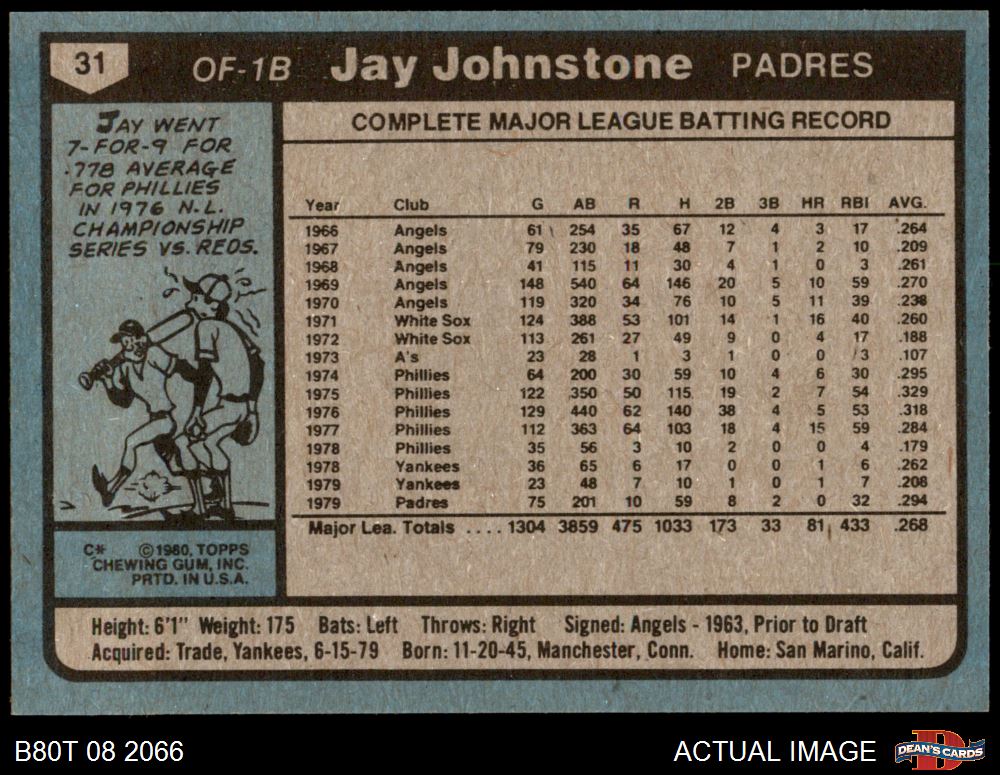 31 OF-1B Jay Johnstone PADRES
JAY WENT
7-FOR-9 FOR
.778 AVERAGE
FOR PHILLIES
IN 1976 N.L.
CHAMPIONSHIP
SERIES VS. REDS.
C* ©1980, TOPPS
CHEWING GUM, INC.
PRTD. IN U.S.A.
COMPLETE MAJOR LEAGUE BATTING RECORD
Year Club G AB R H 2B 3B HR RBI AVG.
1966 Angels 61 254 35 67 12 4 3 17 .264
1967 Angels 79 230 18 48 7 1 2 10 .209
1968 Angels 41 115 11 30 4 1 0 3 .261
1969 Angels 148 540 64 146 20 5 10 59 .270
1970 Angels 119 320 34 76 10 5 11 39 .238
1971 White Sox 124 388 53 101 14 1 16 40 .260
1972 White Sox 113 261 27 49 9 0 4 17 .188
1973 A's 23 28 1 3 1 0 0 3 .107
1974 Phillies 64 200 30 59 10 4 6 30 .295
1975 Phillies 122 350 50 115 19 2 7 54 .329
1976 Phillies 129 440 62 140 38 4 5 53 .318
1977 Phillies 112 363 64 103 18 4 15 59 .284
1978 Phillies 35 56 3 10 2 0 0 4 .179
1978 Yankees 36 65 6 17 0 0 1 6 .262
1979 Yankees 23 48 7 10 1 0 1 7 .208
1979 Padres 75 201 10 59 8 2 0 32 .294
Major Lea. Totals .... 1304 3859 475 1033 173 33 81 433 .268
Height: 6'1" Weight: 175 Bats: Left Throws: Right Signed: Angels - 1963, Prior to Draft
Acquired: Trade, Yankees, 6-15-79 Born: 11-20-45, Manchester, Conn. Home: San Marino, Calif.
B80T 08 2066 ACTUAL IMAGE DEAN'S CARDS